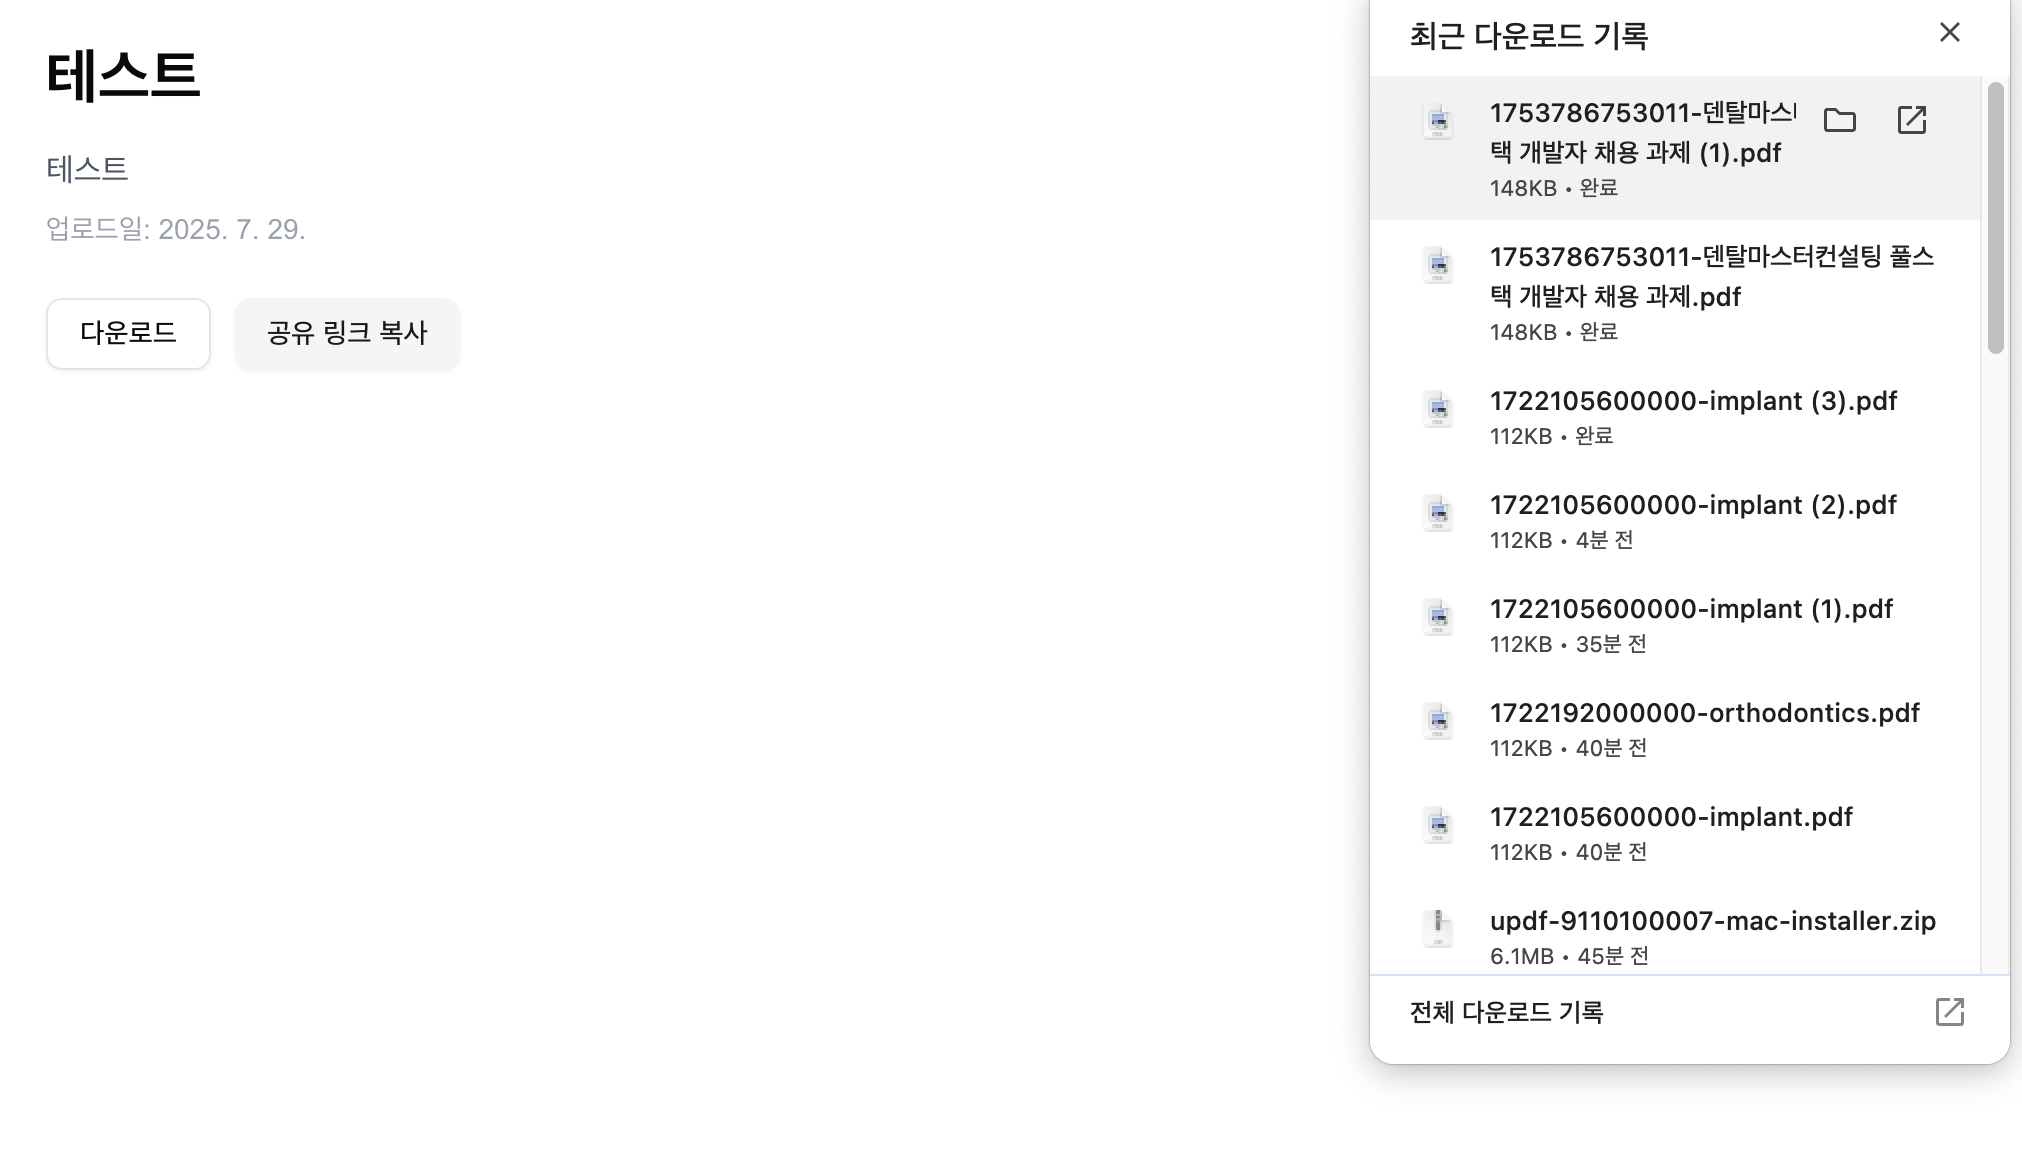 테스트
테스트
업로드일: 2025. 7. 29.
다운로드
공유 링크 복사
최근 다운로드 기록
1753786753011-덴탈마스
택 개발자 채용 과제 (1).pdf
148KB • 완료
1753786753011-덴탈마스터컨설팅 풀스
택 개발자 채용 과제.pdf
148KB • 완료
1722105600000-implant (3).pdf
112KB • 완료
1722105600000-implant (2).pdf
112KB • 4분 전
1722105600000-implant (1).pdf
112KB • 35분 전
1722192000000-orthodontics.pdf
112KB • 40분 전
1722105600000-implant.pdf
112KB • 40분 전
updf-9110100007-mac-installer.zip
6.1MB • 45분 전
전체 다운로드 기록